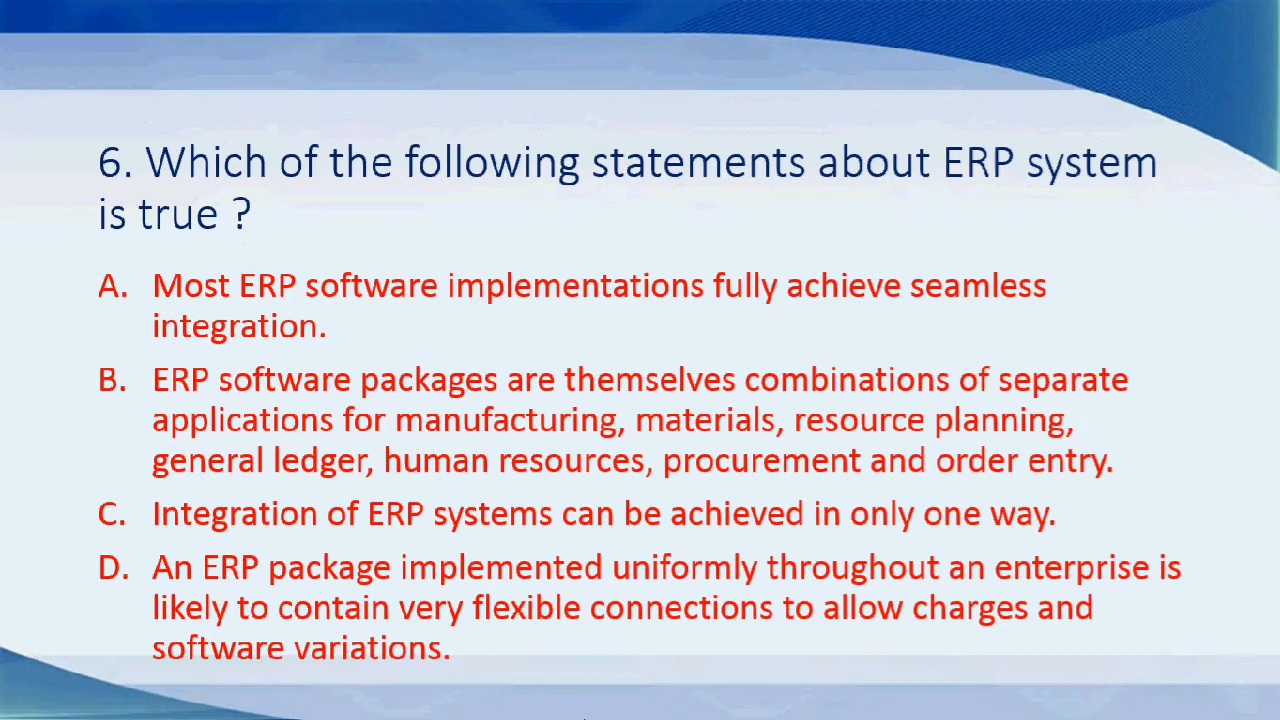 6. Which of the following statements about ERP system
is true ?
A. Most ERP software implementations fully achieve seamless
integration.
B. ERP software packages are themselves combinations of separate
applications for manufacturing, materials, resource planning,
general ledger, human resources, procurement and order entry.
C. Integration of ERP systems can be achieved in only one way.
D. An ERP package implemented uniformly throughout an enterprise is
likely to contain very flexible connections to allow charges and
software variations.